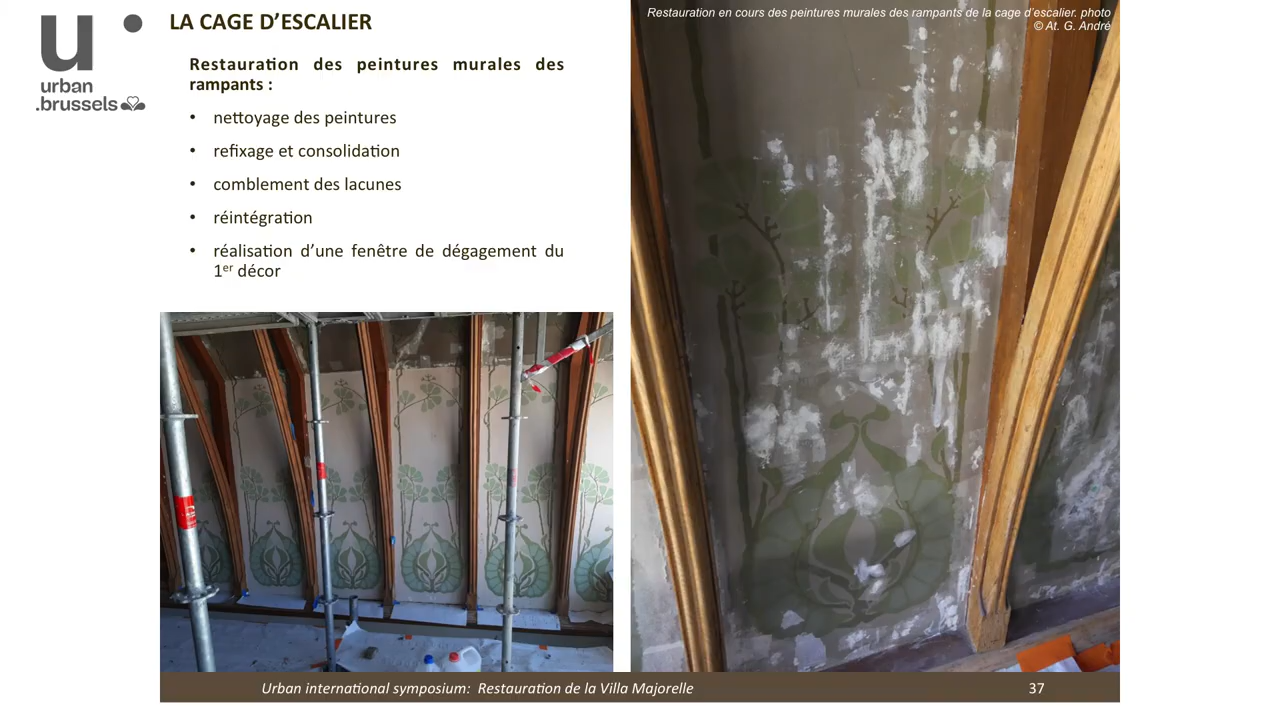 u
urban
.brussels
LA CAGE D'ESCALIER
Restauration des peintures murales des
rampants :
• nettoyage des peintures
• refixage et consolidation
• comblement des lacunes
• réintégration
• réalisation d'une fenêtre de dégagement du
1er décor
Restauration en cours des peintures murales des rampants de la cage d'escalier. photo
© At. G. André
Urban international symposium: Restauration de la Villa Majorelle
37